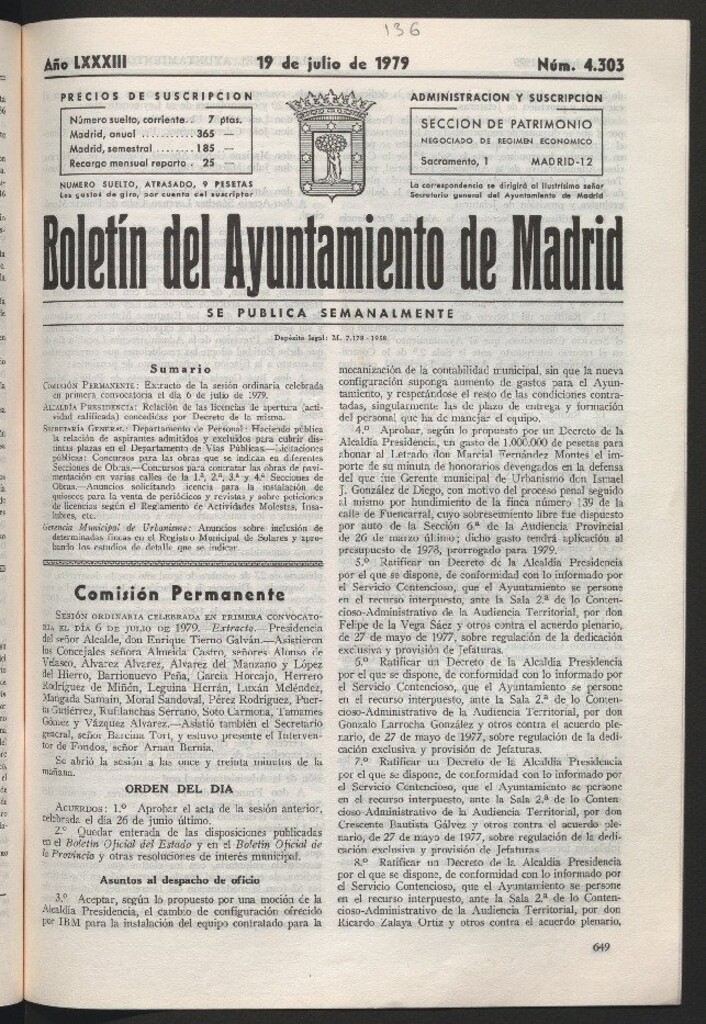 136
Año LXXXIII
19 de julio de 1979
Núm. 4.303
PRECIOS DE SUSCRIPCION
Número suelto, corriente. . 7 ptas.
Madrid, anual .......... 365 —
Madrid, semestral ....... 185 —
Recargo mensual reparto . 25 —
NUMERO SUELTO, ATRASADO, 9 PESETAS
Los gastos de giro, por cuenta del suscriptor
ADMINISTRACION Y SUSCRIPCION
SECCION DE PATRIMONIO
NEGOCIADO DE REGIMEN ECONOMICO
Sacramento, 1 MADRID-12
La correspondencia se dirigirá al ilustrísimo señor
Secretario general del Ayuntamiento de Madrid
Boletín del Ayuntamiento de Madrid
SE PUBLICA SEMANALMENTE
Depósito legal: M. 7.178 - 1958
Sumario
COMISIÓN PERMANENTE: Extracto de la sesión ordinaria celebrada
en primera convocatoria el día 6 de julio de 1979.
ALCALDÍA PRESIDENCIA: Relación de las licencias de apertura (acti-
vidad calificada) concedidas por Decreto de la misma.
SECRETARÍA GENERAL: Departamento de Personal: Haciendo pública
la relación de aspirantes admitidos y excluidos para cubrir dis-
tintas plazas en el Departamento de Vías Públicas.—Licitaciones
públicas: Concursos para las obras que se indican en diferentes
Secciones de Obras.—Concursos para contratar las obras de pavi-
mentación en varias calles de la 1.ª, 2.ª, 3.ª y 4.ª Secciones de
Obras.—Anuncios solicitando licencia para la instalación de
quioscos para la venta de periódicos y revistas y sobre peticiones
de licencias según el Reglamento de Actividades Molestas, Insa-
lubres, etc.
Gerencia Municipal de Urbanismo: Anuncios sobre inclusión de
determinadas fincas en el Registro Municipal de Solares y apro-
bando los estudios de detalle que se indican.
Comisión Permanente
SESIÓN ORDINARIA CELEBRADA EN PRIMERA CONVOCATO-
RIA EL DÍA 6 DE JULIO DE 1979.—Extracto.—Presidencia
del señor Alcalde, don Enrique Tierno Galván.—Asistieron
los Concejales señora Almeida Castro, señores Alonso de
Velasco, Alvarez Alvarez, Alvarez del Manzano y López
del Hierro, Barrionuevo Peña, García Horcajo, Herrero
Rodríguez de Miñón, Leguina Herrán, Luxán Meléndez,
Mangada Samaín, Moral Sandoval, Pérez Rodríguez, Puer-
ta Gutiérrez, Rufilanchas Serrano, Soto Carmona, Tamames
Gómez y Vázquez Alvarez.—Asistió también el Secretario
general, señor Barcina Tort, y estuvo presente el Interven-
tor de Fondos, señor Arnau Bernia.
Se abrió la sesión a las once y treinta minutos de la
mañana.
ORDEN DEL DIA
ACUERDOS: 1.º Aprobar el acta de la sesión anterior,
celebrada el día 26 de junio último.
2.º Quedar enterada de las disposiciones publicadas
en el Boletín Oficial del Estado y en el Boletín Oficial de
la Provincia y otras resoluciones de interés municipal.
Asuntos al despacho de oficio
3.º Aceptar, según lo propuesto por una moción de la
Alcaldía Presidencia, el cambio de configuración ofrecido
por IBM para la instalación del equipo contratado para la
mecanización de la contabilidad municipal, sin que la nueva
configuración suponga aumento de gastos para el Ayun-
tamiento, y respetándose el resto de las condiciones contra-
tadas, singularmente las de plazo de entrega y formación
del personal que ha de manejar el equipo.
4.º Aprobar, según lo propuesto por un Decreto de la
Alcaldía Presidencia, un gasto de 1.000.000 de pesetas para
abonar al Letrado don Marcial Fernández Montes el im-
porte de su minuta de honorarios devengados en la defensa
del que fue Gerente municipal de Urbanismo don Ismael
J. González de Diego, con motivo del proceso penal seguido
al mismo por hundimiento de la finca número 139 de la
calle de Fuencarral, cuyo sobreseimiento libre fue dispuesto
por auto de la Sección 6.ª de la Audiencia Provincial
de 26 de marzo último; dicho gasto tendrá aplicación al
presupuesto de 1978, prorrogado para 1979.
5.º Ratificar un Decreto de la Alcaldía Presidencia
por el que se dispone, de conformidad con lo informado por
el Servicio Contencioso, que el Ayuntamiento se persone
en el recurso interpuesto, ante la Sala 2.ª de lo Conten-
cioso-Administrativo de la Audiencia Territorial, por don
Felipe de la Vega Sáez y otros contra el acuerdo plenario,
de 27 de mayo de 1977, sobre regulación de la dedicación
exclusiva y provisión de Jefaturas.
6.º Ratificar un Decreto de la Alcaldía Presidencia
por el que se dispone, de conformidad con lo informado por
el Servicio Contencioso, que el Ayuntamiento se persone
en el recurso interpuesto, ante la Sala 2.ª de lo Conten-
cioso-Administrativo de la Audiencia Territorial, por don
Gonzalo Larrocha González y otros contra el acuerdo ple-
nario, de 27 de mayo de 1977, sobre regulación de la dedi-
cación exclusiva y provisión de Jefaturas.
7.º Ratificar un Decreto de la Alcaldía Presidencia
por el que se dispone, de conformidad con lo informado por
el Servicio Contencioso, que el Ayuntamiento se persone
en el recurso interpuesto, ante la Sala 2.ª de lo Conten-
cioso-Administrativo de la Audiencia Territorial, por don
Crescente Bautista Gálvez y otros contra el acuerdo ple-
nario, de 27 de mayo de 1977, sobre regulación de la dedi-
cación exclusiva y provisión de Jefaturas
8.º Ratificar un Decreto de la Alcaldía Presidencia
por el que se dispone, de conformidad con lo informado por
el Servicio Contencioso, que el Ayuntamiento se persone
en el recurso interpuesto, ante la Sala 2.ª de lo Conten-
cioso-Administrativo de la Audiencia Territorial, por don
Ricardo Zalaya Ortiz y otros contra el acuerdo plenario,
649